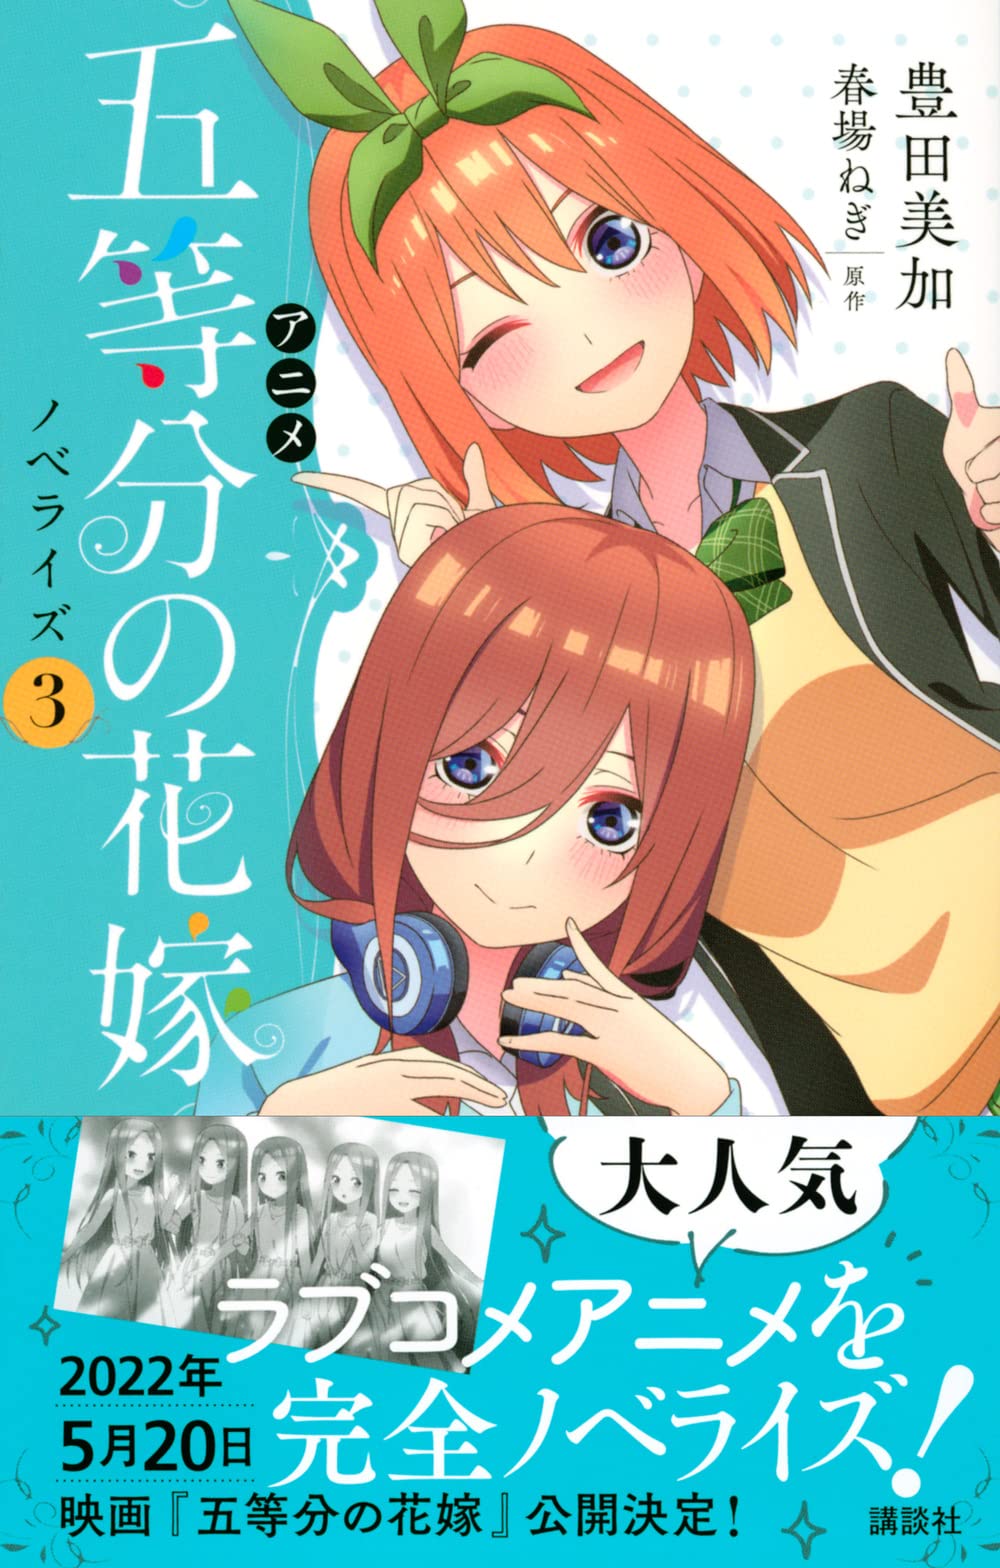 豊田美加
春場ねぎ 原作
アニメ
五等分の花嫁
ノベライズ
3
大人気
ラブコメアニメを
完全ノベライズ!
2022年
5月20日
映画『五等分の花嫁』公開決定!
講談社